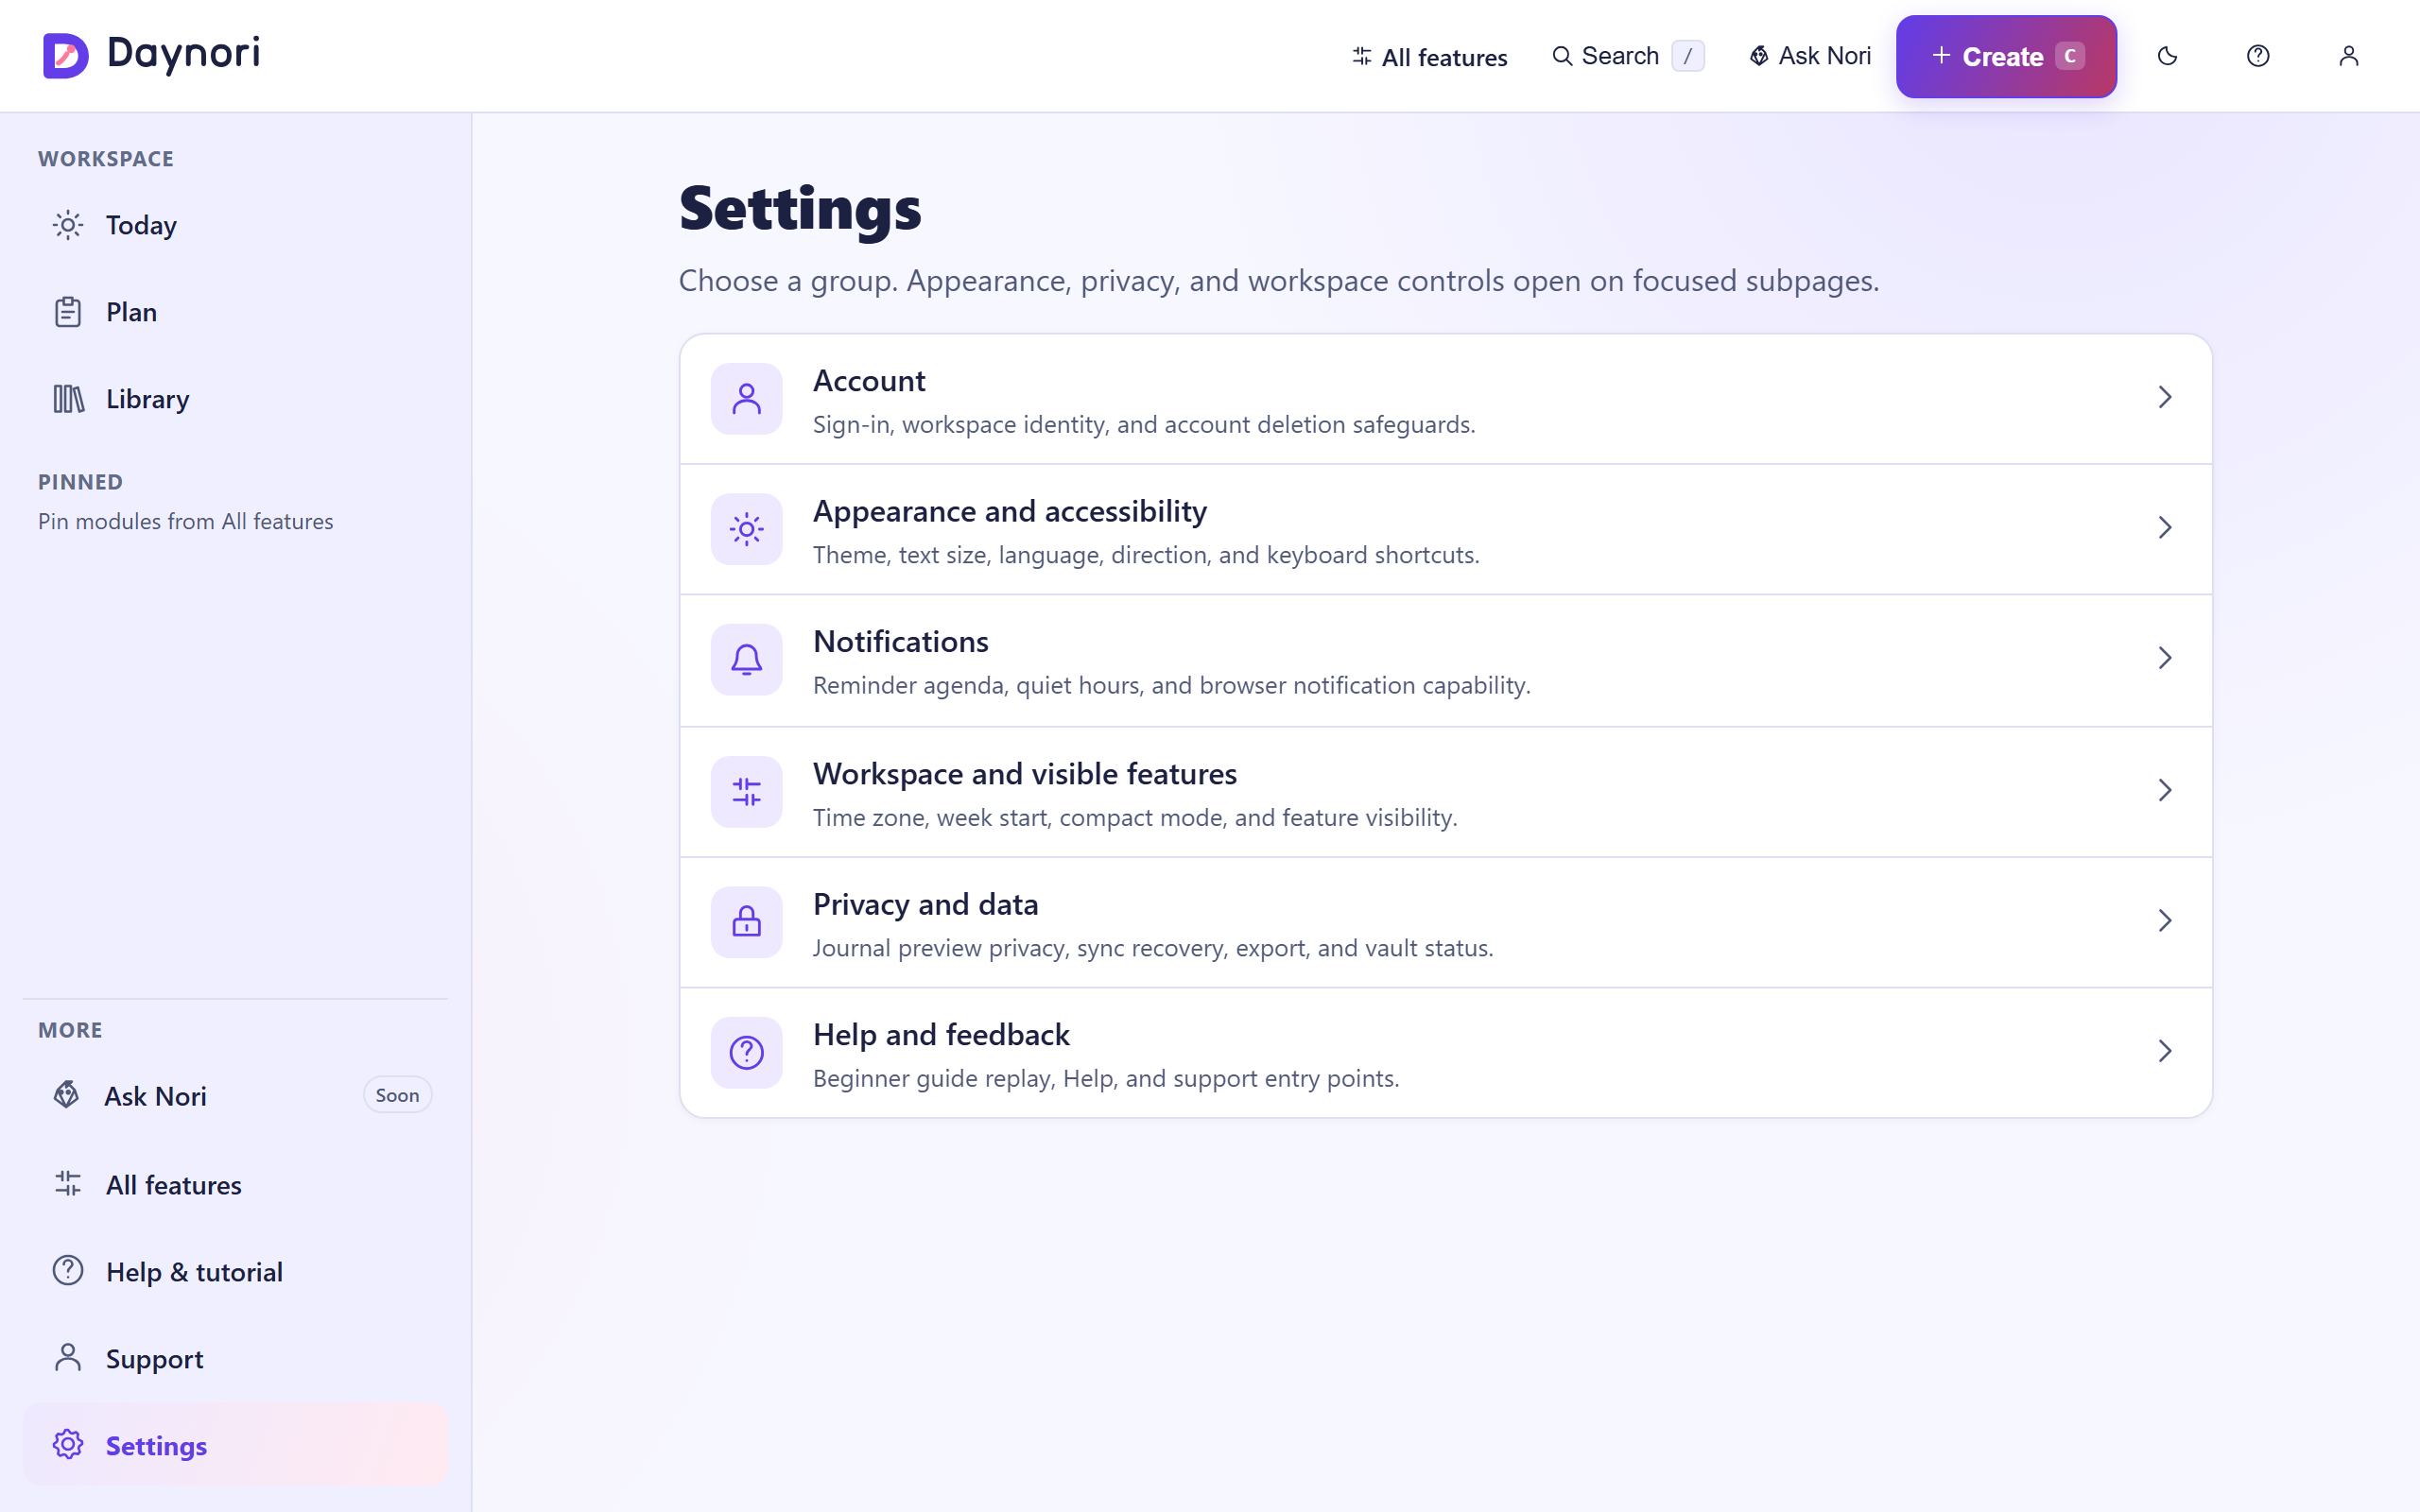 Daynori
All features
Search /
Ask Nori
+ Create C
WORKSPACE
Today
Plan
Library
PINNED
Pin modules from All features
MORE
Ask Nori Soon
All features
Help & tutorial
Support
Settings
Settings
Choose a group. Appearance, privacy, and workspace controls open on focused subpages.
Account
Sign-in, workspace identity, and account deletion safeguards.
Appearance and accessibility
Theme, text size, language, direction, and keyboard shortcuts.
Notifications
Reminder agenda, quiet hours, and browser notification capability.
Workspace and visible features
Time zone, week start, compact mode, and feature visibility.
Privacy and data
Journal preview privacy, sync recovery, export, and vault status.
Help and feedback
Beginner guide replay, Help, and support entry points.